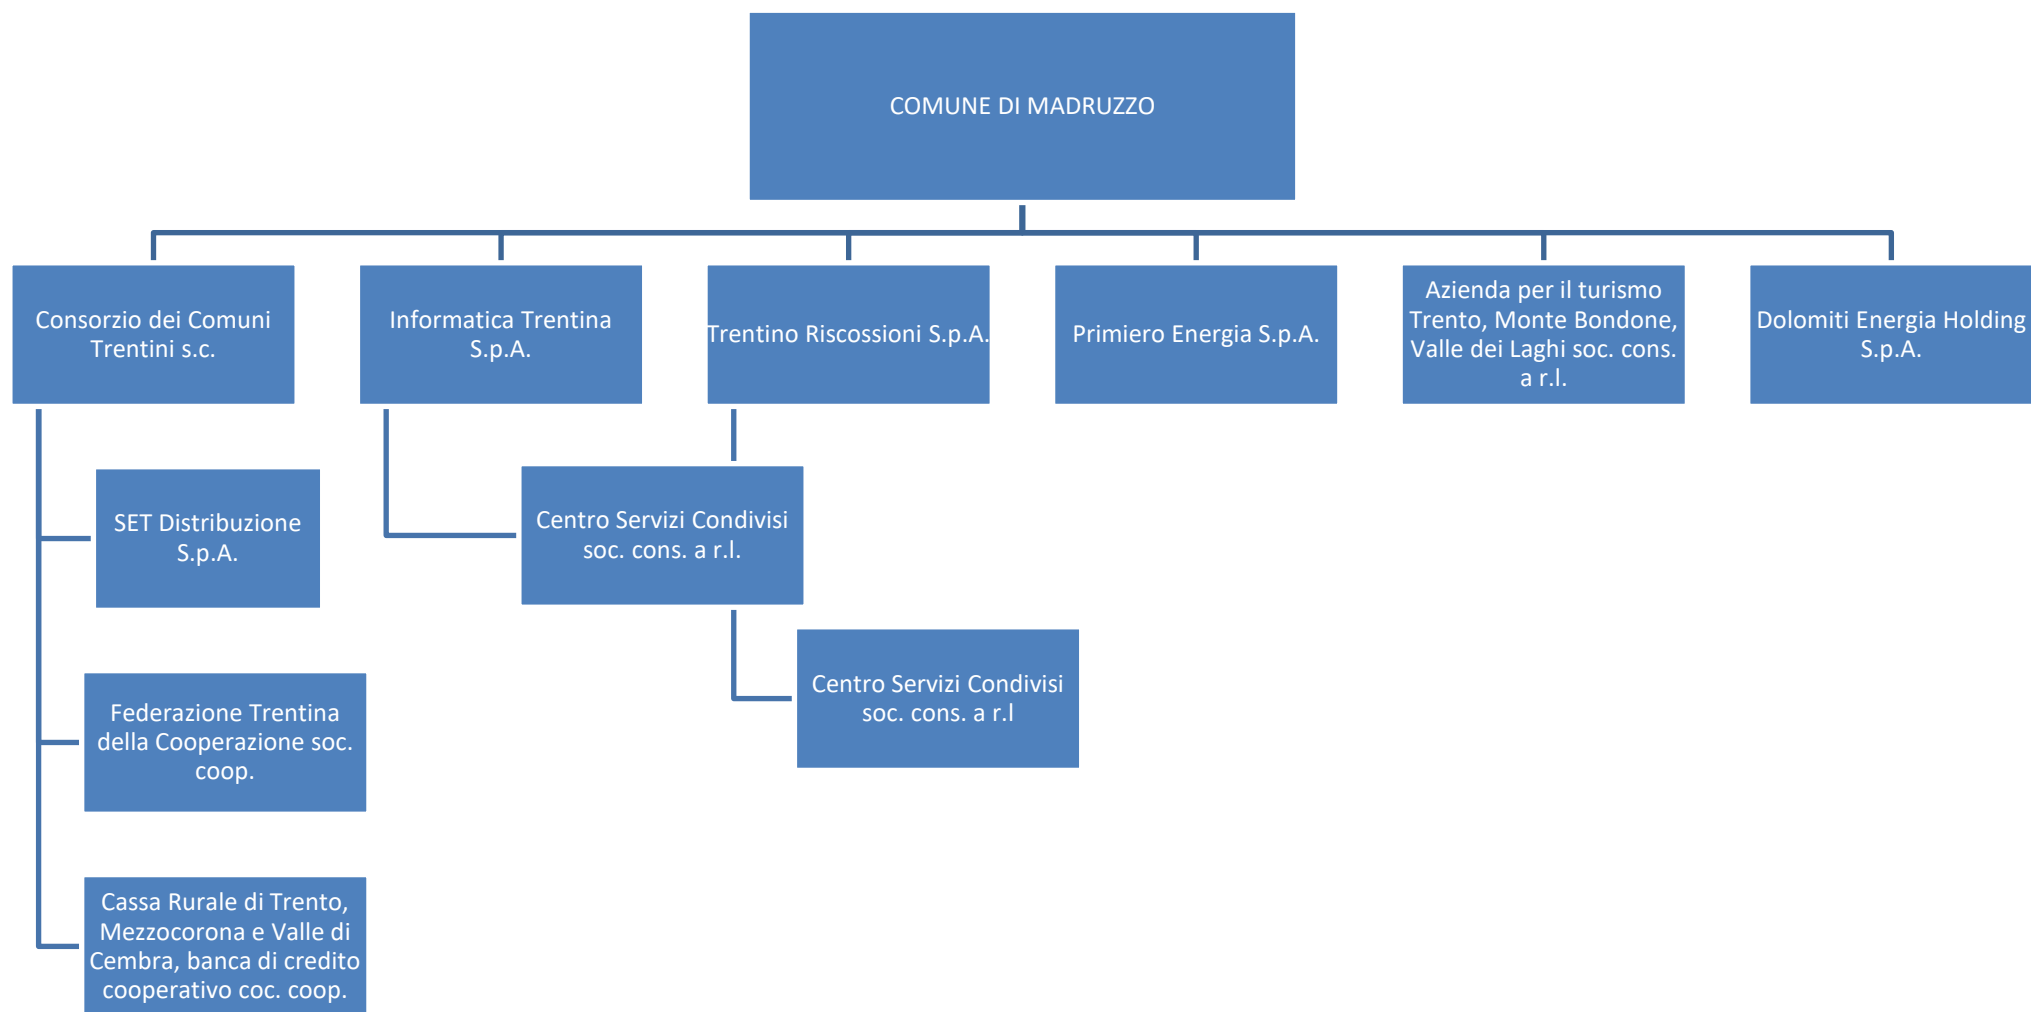 COMUNE DI MADRUZZO
Consorzio dei Comuni
Trentini s.c.
Informatica Trentina
S.p.A.
Trentino Riscossioni S.p.A.
Primiero Energia S.p.A.
Azienda per il turismo
Trento, Monte Bondone,
Valle dei Laghi soc. cons.
a r.l.
Dolomiti Energia Holding
S.p.A.
SET Distribuzione
S.p.A.
Centro Servizi Condivisi
soc. cons. a r.l.
Federazione Trentina
della Cooperazione soc.
coop.
Centro Servizi Condivisi
soc. cons. a r.l
Cassa Rurale di Trento,
Mezzocorona e Valle di
Cembra, banca di credito
cooperativo coc. coop.